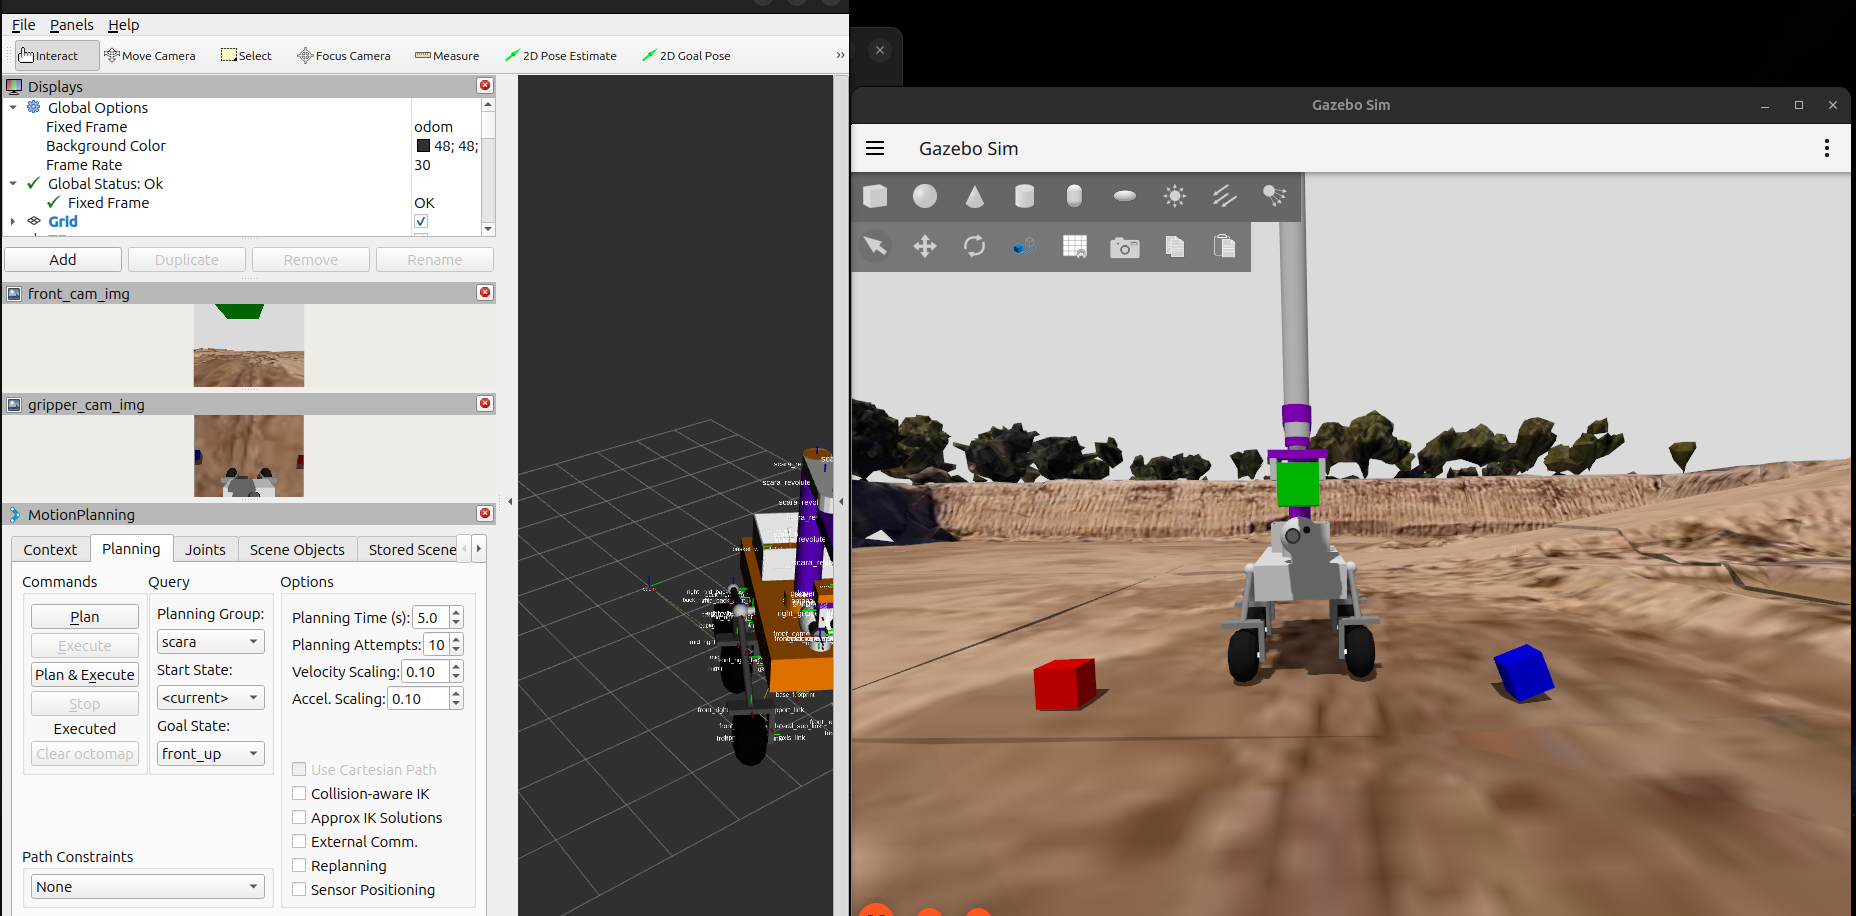 File Panels Help
Interact Move Camera Select Focus Camera Measure 2D Pose Estimate 2D Goal Pose »
Displays
Global Options
Fixed Frame odom
Background Color 48; 48;
Frame Rate 30
Global Status: Ok
Fixed Frame OK
Grid
Add Duplicate Remove Rename
front_cam_img
gripper_cam_img
MotionPlanning
Context Planning Joints Scene Objects Stored Scene
Commands Query Options
Plan
Execute
Plan & Execute
Stop
Executed
Clear octomap
Planning Group:
scara
Start State:
<current>
Goal State:
front_up
Planning Time (s): 5.0
Planning Attempts: 10
Velocity Scaling: 0.10
Accel. Scaling: 0.10
Use Cartesian Path
Collision-aware IK
Approx IK Solutions
External Comm.
Replanning
Sensor Positioning
Path Constraints
None
scara_re
scara_revolute
base_footprint
Gazebo Sim
Gazebo Sim